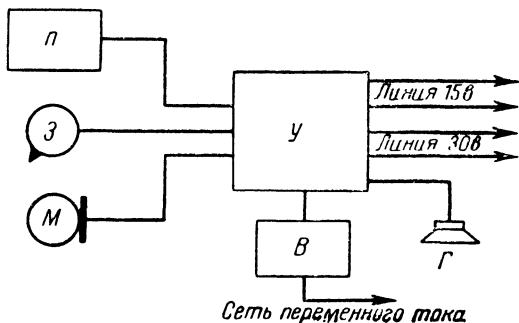 П
Линия 15в
З
У
Линия 30в
М
В
Г
Сеть переменного тока